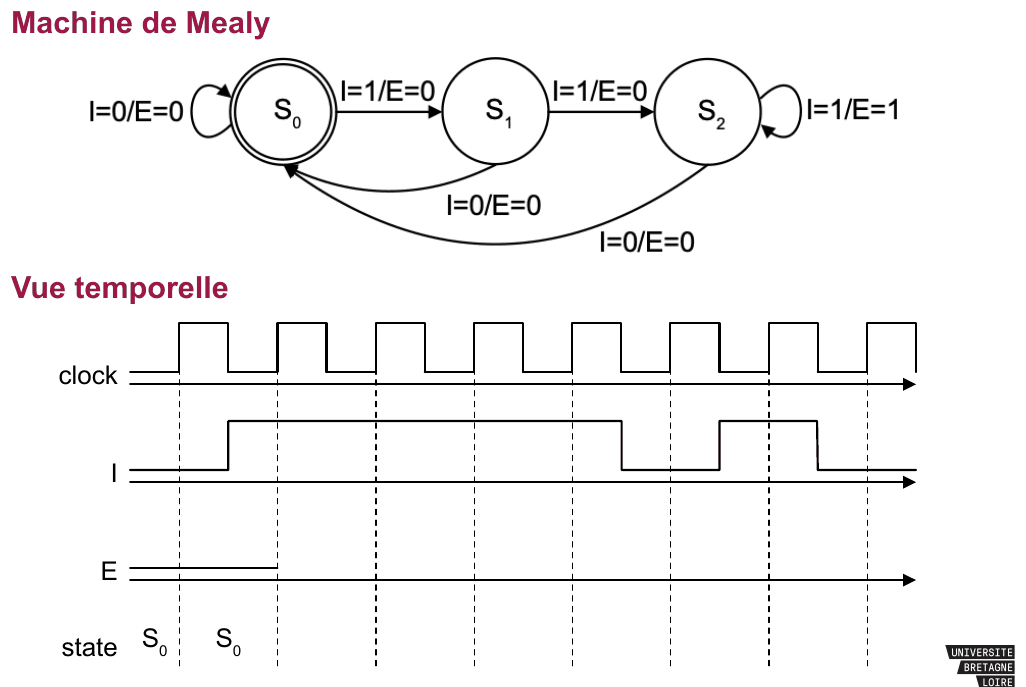 Machine de Mealy
I=0/E=0
S0
I=1/E=0
S1
I=1/E=0
S2
I=1/E=1
I=0/E=0
I=0/E=0
Vue temporelle
clock
I
E
state S0 S0
UNIVERSITE
BRETAGNE
LOIRE